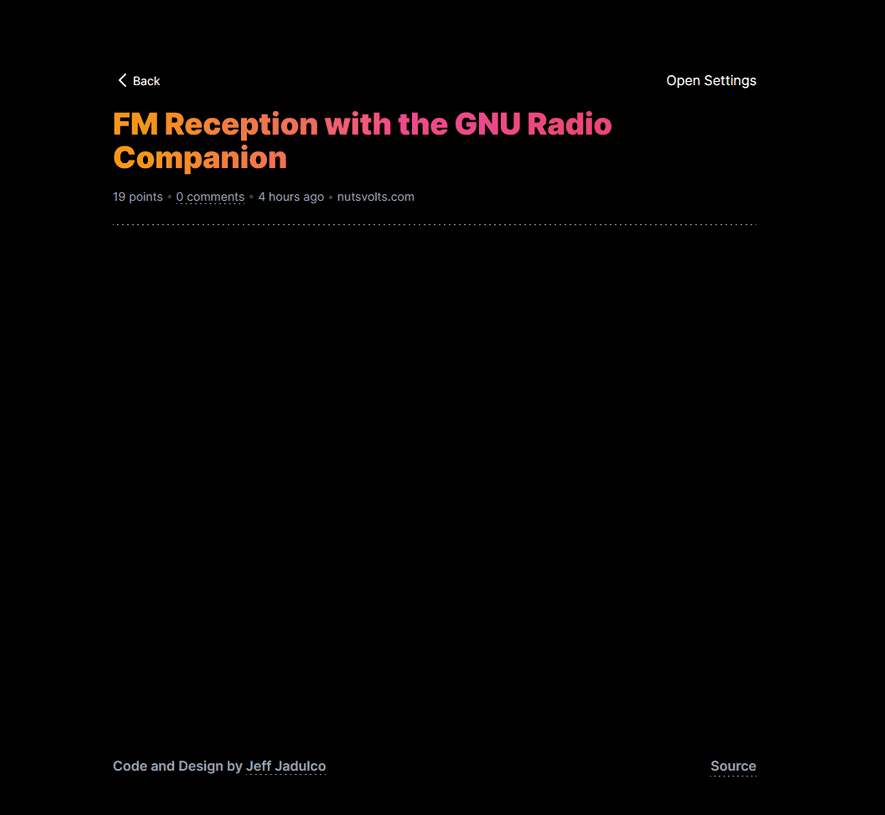 Back
Open Settings
FM Reception with the GNU Radio
Companion
19 points • 0 comments • 4 hours ago • nutsvolts.com
Code and Design by Jeff Jadulco
Source